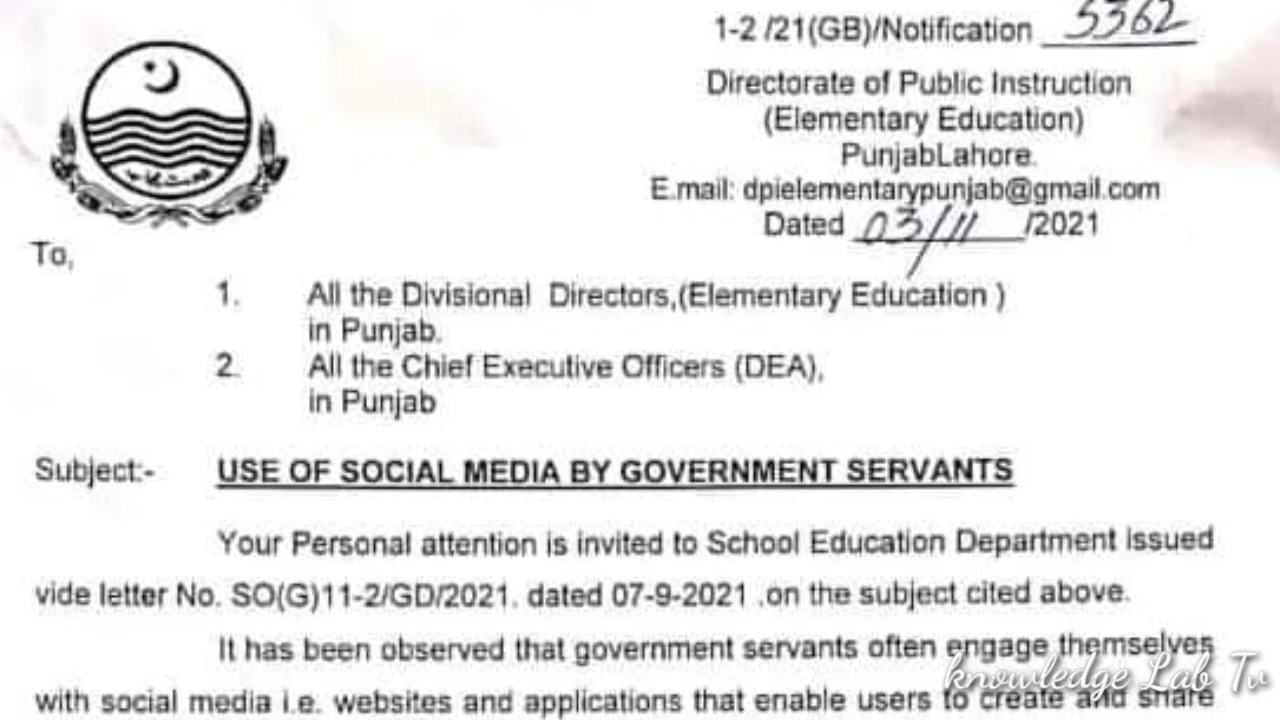 1-2 /21(GB)/Notification 5362
Directorate of Public Instruction
(Elementary Education)
PunjabLahore.
E.mail: dpielementarypunjab@gmail.com
Dated 03/11 /2021
To,
1. All the Divisional Directors,(Elementary Education )
in Punjab.
2. All the Chief Executive Officers (DEA),
in Punjab
Subject:- USE OF SOCIAL MEDIA BY GOVERNMENT SERVANTS
Your Personal attention is invited to School Education Department issued
vide letter No. SO(G)11-2/GD/2021. dated 07-9-2021 .on the subject cited above.
It has been observed that government servants often engage themselves
with social media i.e. websites and applications that enable users to create and share
knowledge Lab Tv